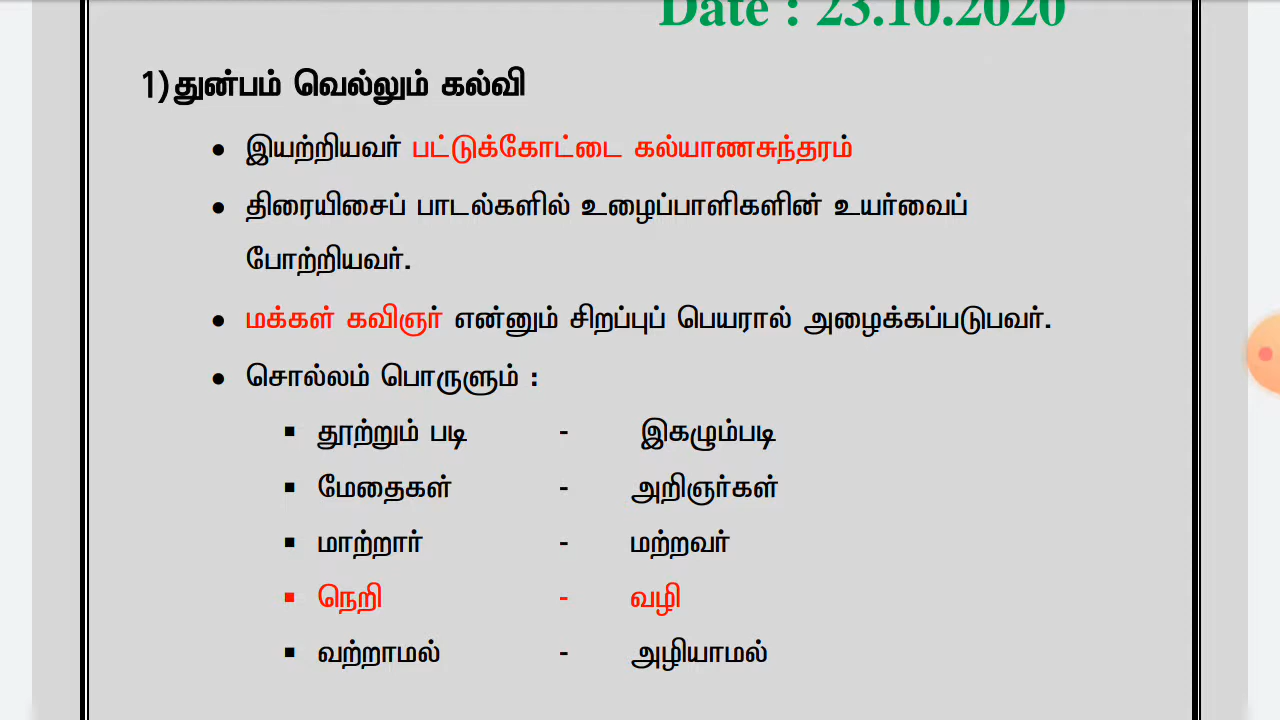 Date : 23.10.2020
1) துன்பம் வெல்லும் கல்வி
• இயற்றியவர் பட்டுக்கோட்டை கல்யாணசுந்தரம்
• திரையிசைப் பாடல்களில் உழைப்பாளிகளின் உயர்வைப்
போற்றியவர்.
• மக்கள் கவிஞர் என்னும் சிறப்புப் பெயரால் அழைக்கப்படுபவர்.
• சொல்லம் பொருளும் :
▪ தூற்றும் படி - இகழும்படி
▪ மேதைகள் - அறிஞர்கள்
▪ மாற்றார் - மற்றவர்
▪ நெறி - வழி
▪ வற்றாமல் - அழியாமல்